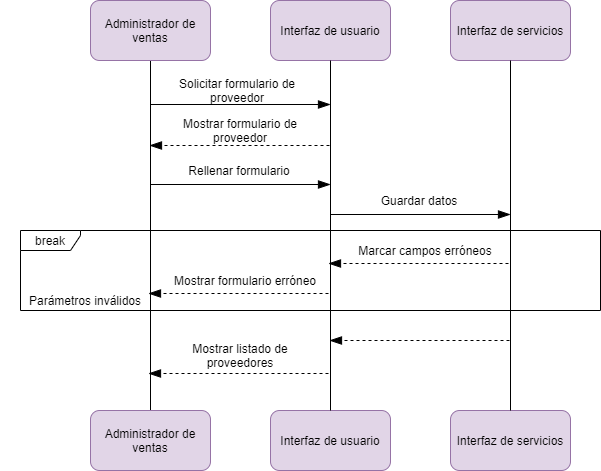 Administrador de
ventas
Interfaz de usuario
Interfaz de servicios
Solicitar formulario de
proveedor
Mostrar formulario de
proveedor
Rellenar formulario
Guardar datos
break
Marcar campos erróneos
Mostrar formulario erróneo
Parámetros inválidos
Mostrar listado de
proveedores
Administrador de
ventas
Interfaz de usuario
Interfaz de servicios